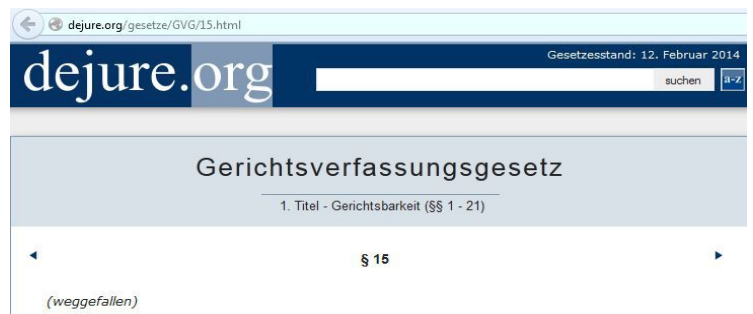 dejure.org/gesetze/GVG/15.html
Gesetzesstand: 12. Februar 2014
dejure.org
suchen
a-z
Gerichtsverfassungsgesetz
1. Titel - Gerichtsbarkeit (§§ 1 - 21)
§ 15
(weggefallen)